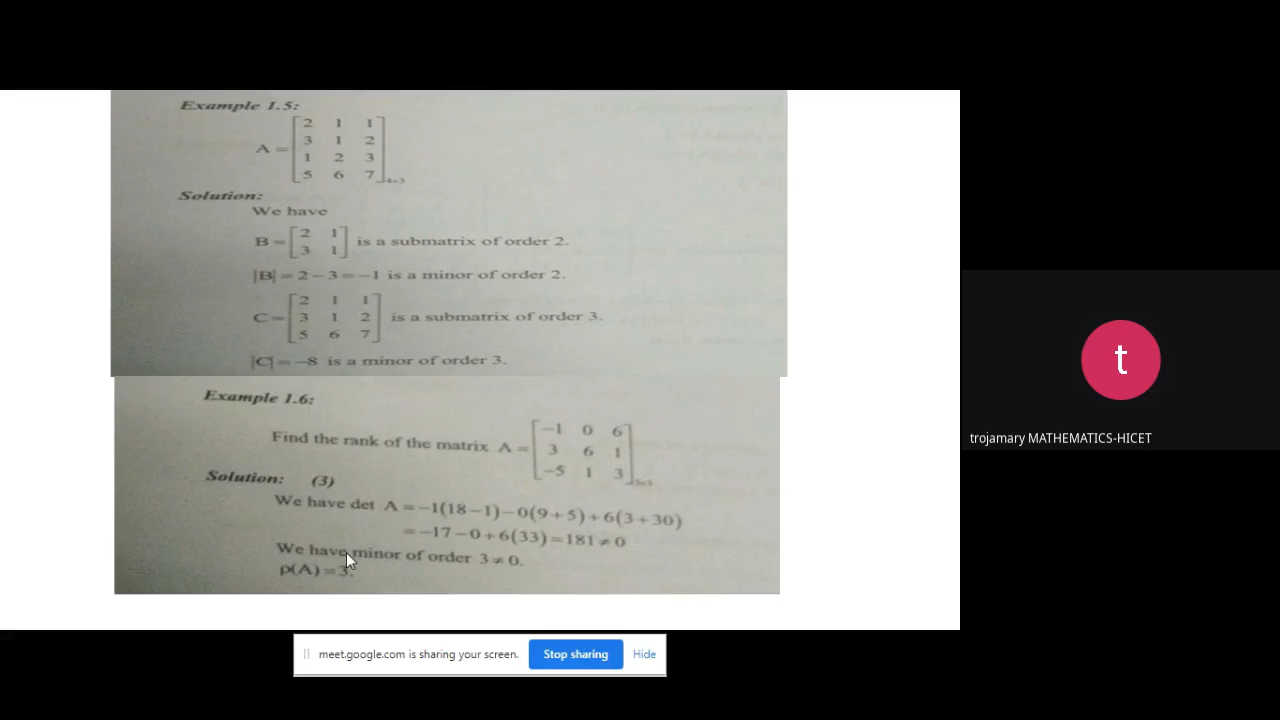 Example 1.5:
A = [2 1 1
3 1 2
1 2 3
5 6 7]4×3
Solution:
We have
B = [2 1
3 1] is a submatrix of order 2.
|B| = 2 − 3 = −1 is a minor of order 2.
C = [2 1 1
3 1 2
5 6 7] is a submatrix of order 3.
|C| = −8 is a minor of order 3.
Example 1.6:
Find the rank of the matrix A = [−1 0 6
3 6 1
−5 1 3]3×3
Solution: (3)
We have det A = −1(18 − 1) − 0(9 + 5) + 6(3 + 30)
= −17 − 0 + 6(33) = 181 ≠ 0
We have minor of order 3 ≠ 0.
ρ(A) = 3.
t
trojamary MATHEMATICS-HICET
meet.google.com is sharing your screen.
Stop sharing
Hide